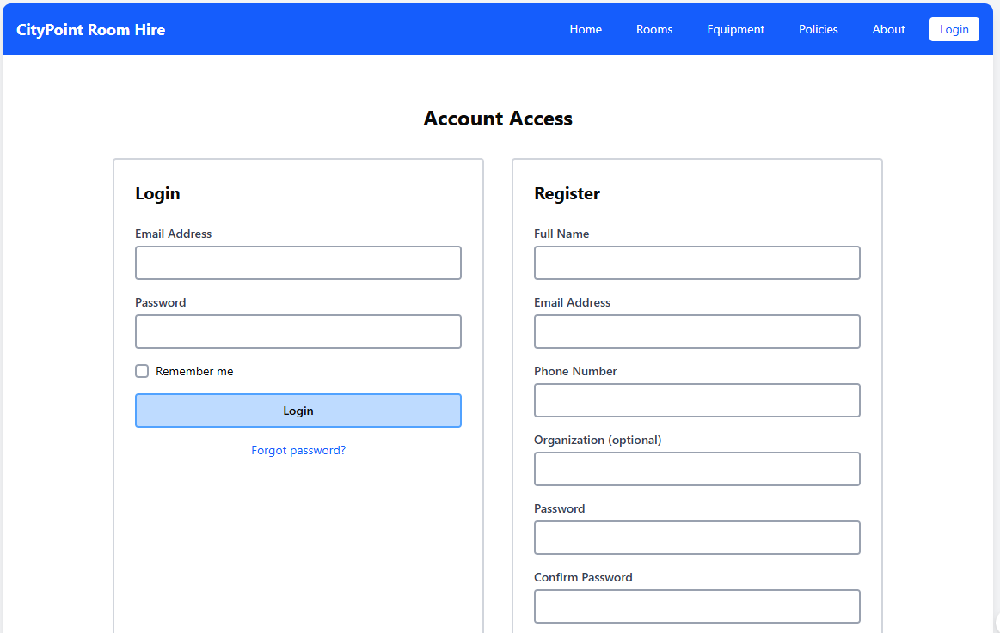 CityPoint Room Hire
Home Rooms Equipment Policies About Login
Account Access
Login
Email Address
Password
Remember me
Login
Forgot password?
Register
Full Name
Email Address
Phone Number
Organization (optional)
Password
Confirm Password